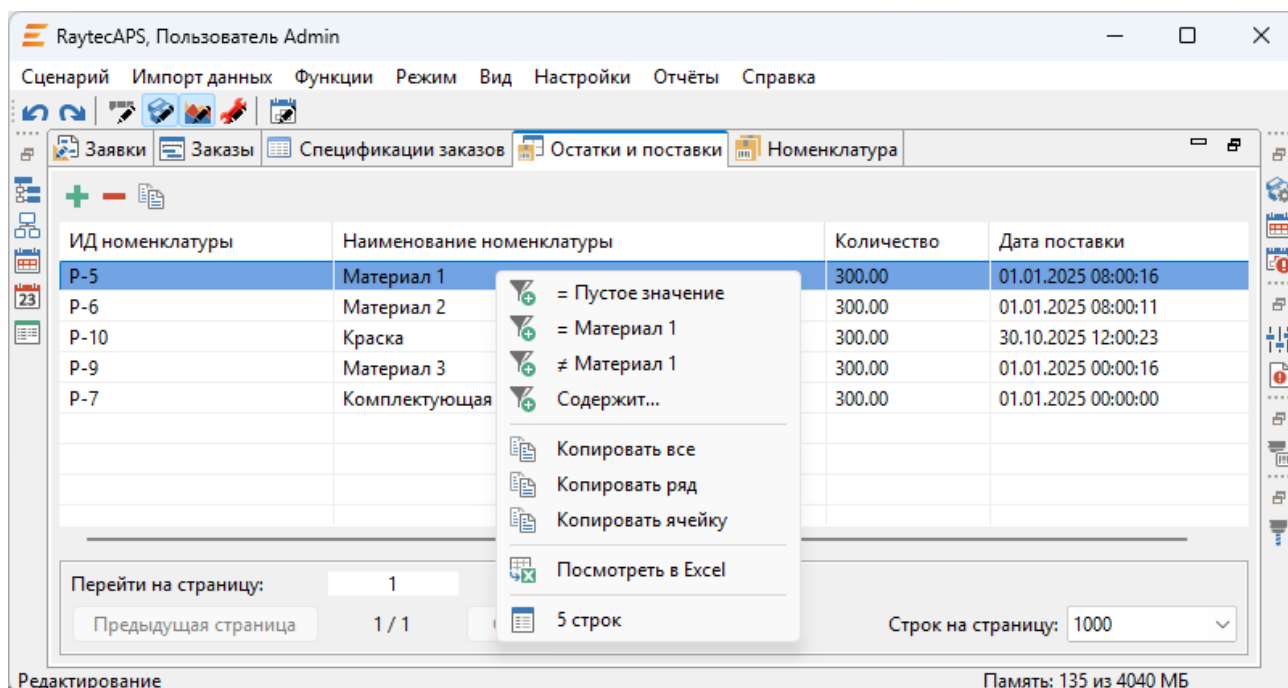 RaytecAPS, Пользователь Admin
Сценарий Импорт данных Функции Режим Вид Настройки Отчёты Справка
Заявки Заказы Спецификации заказов Остатки и поставки Номенклатура
ИД номенклатуры Наименование номенклатуры Количество Дата поставки
P-5 Материал 1 300.00 01.01.2025 08:00:16
P-6 Материал 2 300.00 01.01.2025 08:00:11
P-10 Краска 300.00 30.10.2025 12:00:23
P-9 Материал 3 300.00 01.01.2025 00:00:16
P-7 Комплектующая 300.00 01.01.2025 00:00:00
= Пустое значение
= Материал 1
≠ Материал 1
Содержит...
Копировать все
Копировать ряд
Копировать ячейку
Посмотреть в Excel
5 строк
23
Перейти на страницу: 1
Предыдущая страница 1 / 1 Строк на страницу: 1000
Редактирование Память: 135 из 4040 МБ